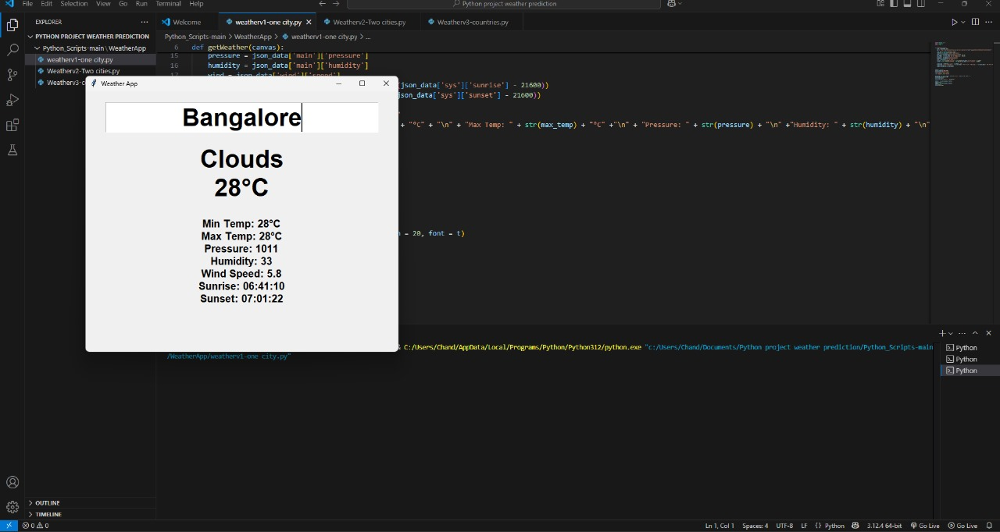 File Edit Selection View Go Run Terminal Help
Python project weather prediction
EXPLORER
Welcome
weatherv1-one city.py
Weatherv2-Two cities.py
Weatherv3-countries.py
PYTHON PROJECT WEATHER PREDICTION
Python_Scripts-main \ WeatherApp
weatherv1-one city.py
Weatherv2-Two cities.py
Weatherv3-c
Python_Scripts-main > WeatherApp > weatherv1-one city.py > ...
6 def getWeather(canvas):
15 pressure = json_data['main']['pressure']
16 humidity = json_data['main']['humidity']
17 wind = json_data['wind']['speed']
(json_data['sys']['sunrise'] - 21600))
json_data['sys']['sunset'] - 21600))
+ "°C" + "\n" + "Max Temp: " + str(max_temp) + "°C" +"\n" + "Pressure: " + str(pressure) + "\n" +"Humidity: " + str(humidity) + "\n"
= 20, font = t)
Weather App
Bangalore
Clouds
28°C
Min Temp: 28°C
Max Temp: 28°C
Pressure: 1011
Humidity: 33
Wind Speed: 5.8
Sunrise: 06:41:10
Sunset: 07:01:22
C:/Users/Chand/AppData/Local/Programs/Python/Python312/python.exe "c:/Users/Chand/Documents/Python project weather prediction/Python_Scripts-main
/WeatherApp/weatherv1-one city.py"
Python
Python
Python
OUTLINE
TIMELINE
0 0
Ln 1, Col 1 Spaces: 4 UTF-8 LF {} Python 3.12.4 64-bit Go Live Go Live